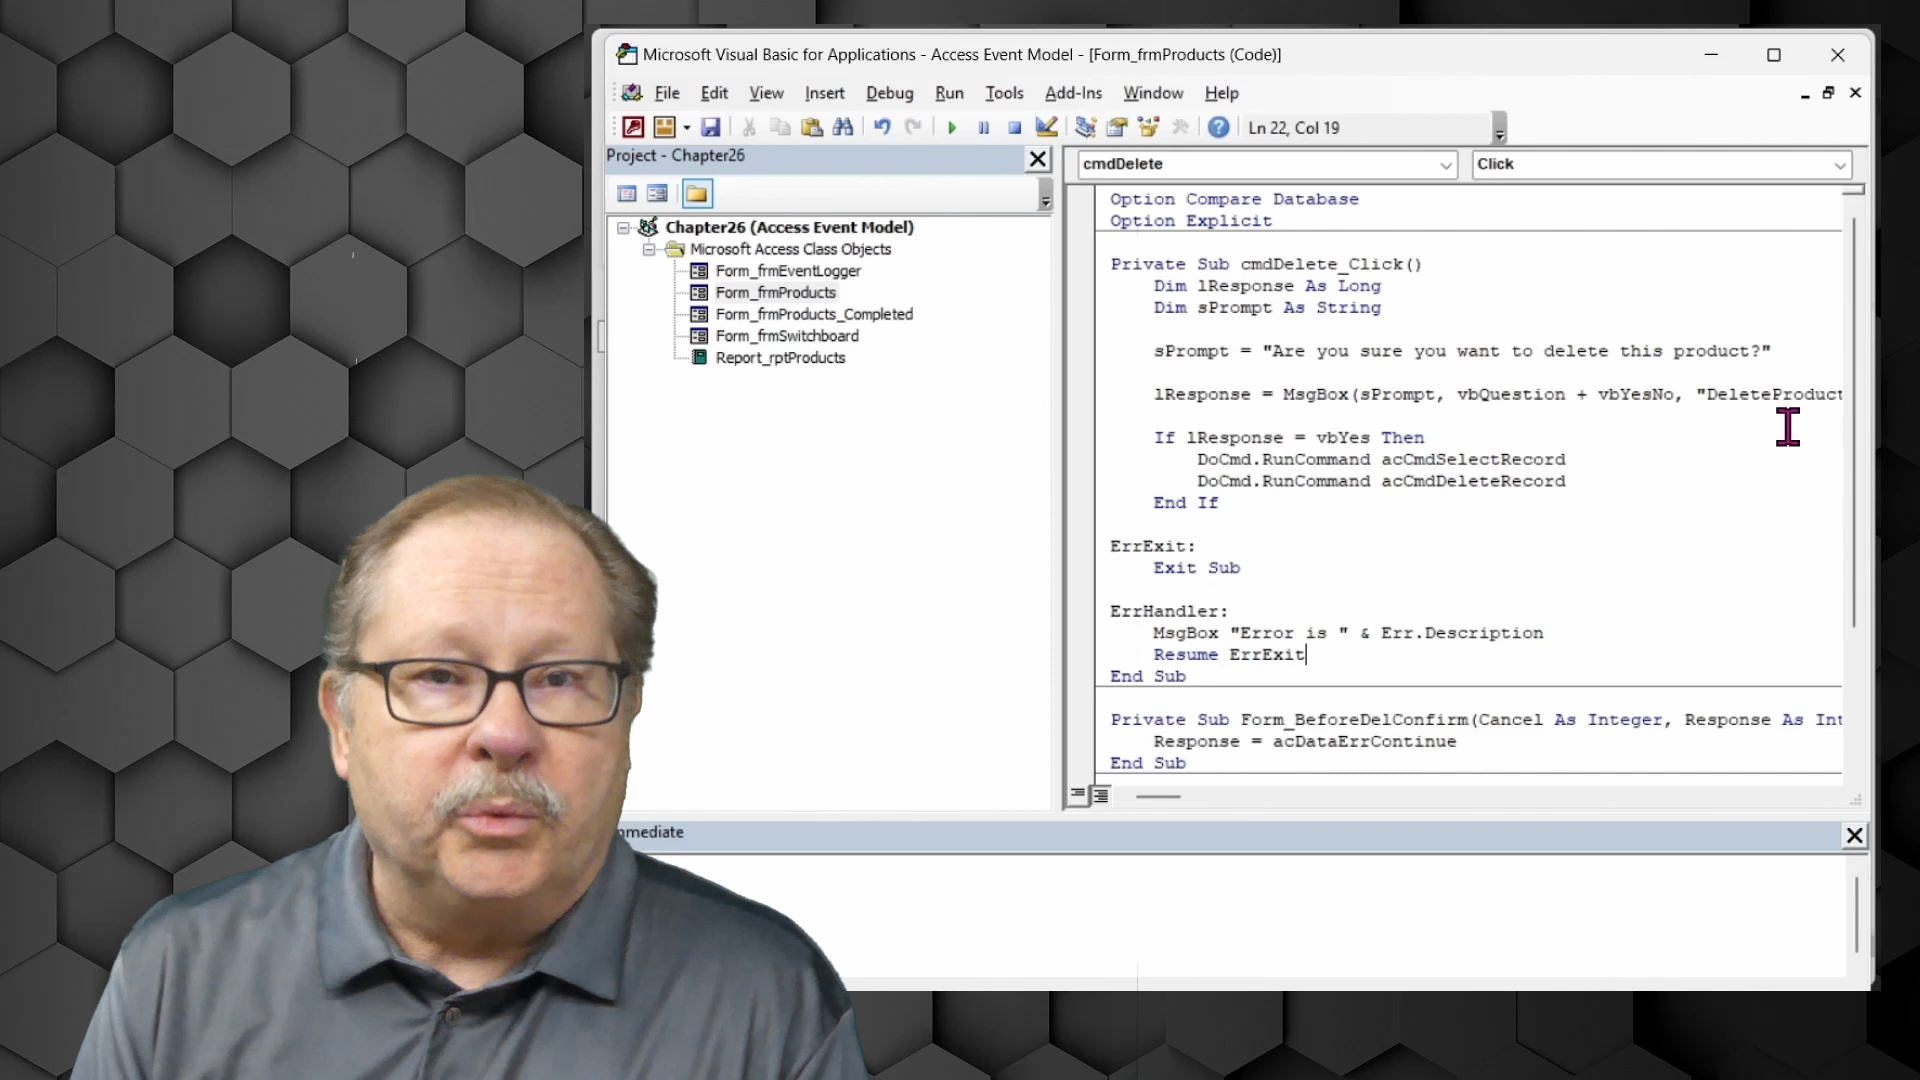 Microsoft Visual Basic for Applications - Access Event Model - [Form_frmProducts (Code)]
File Edit View Insert Debug Run Tools Add-Ins Window Help
Ln 22, Col 19
Project - Chapter26
cmdDelete
Click
Chapter26 (Access Event Model)
Microsoft Access Class Objects
Form_frmEventLogger
Form_frmProducts
Form_frmProducts_Completed
Form_frmSwitchboard
Report_rptProducts
Option Compare Database
Option Explicit
Private Sub cmdDelete_Click()
Dim lResponse As Long
Dim sPrompt As String
sPrompt = "Are you sure you want to delete this product?"
lResponse = MsgBox(sPrompt, vbQuestion + vbYesNo, "DeleteProduct
If lResponse = vbYes Then
DoCmd.RunCommand acCmdSelectRecord
DoCmd.RunCommand acCmdDeleteRecord
End If
ErrExit:
Exit Sub
ErrHandler:
MsgBox "Error is " & Err.Description
Resume ErrExit
End Sub
Private Sub Form_BeforeDelConfirm(Cancel As Integer, Response As Int
Response = acDataErrContinue
End Sub
mmediate